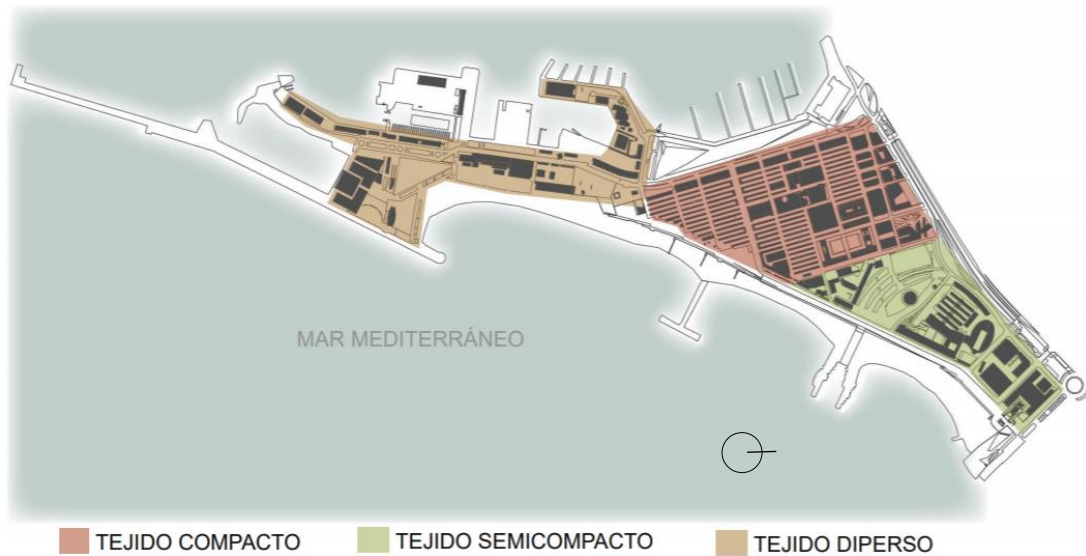 MAR MEDITERRÁNEO
TEJIDO COMPACTO
TEJIDO SEMICOMPACTO
TEJIDO DIPERSO